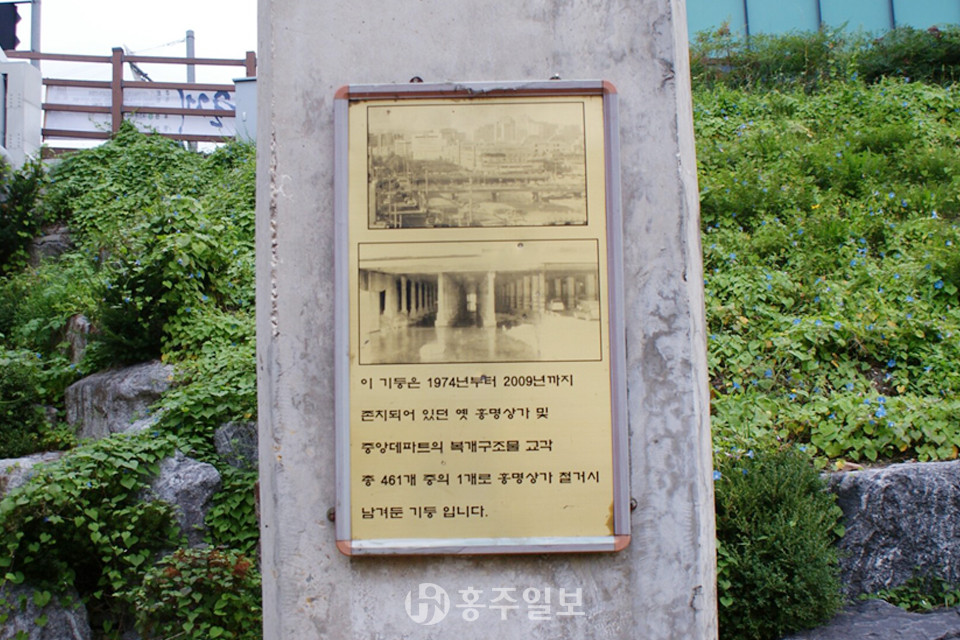 이 기둥은 1974년부터 2009년까지
존치되어 있던 옛 홍명상가 및
중앙데파트의 복개구조물 교각
총 461개 중의 1개로 홍명상가 철거시
남겨둔 기둥 입니다.
홍주일보